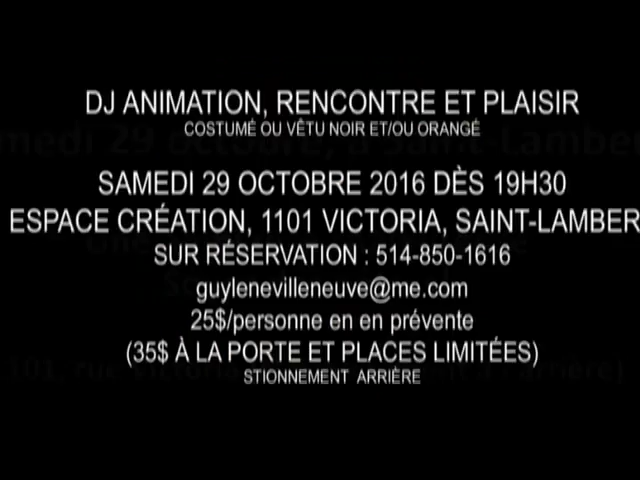 DJ ANIMATION, RENCONTRE ET PLAISIR
COSTUMÉ OU VÊTU NOIR ET/OU ORANGÉ
SAMEDI 29 OCTOBRE 2016 DÈS 19H30
ESPACE CRÉATION, 1101 VICTORIA, SAINT-LAMBER
SUR RÉSERVATION : 514-850-1616
guylenevilleneuve@me.com
25$/personne en en prévente
(35$ À LA PORTE ET PLACES LIMITÉES)
STIONNEMENT ARRIÈRE